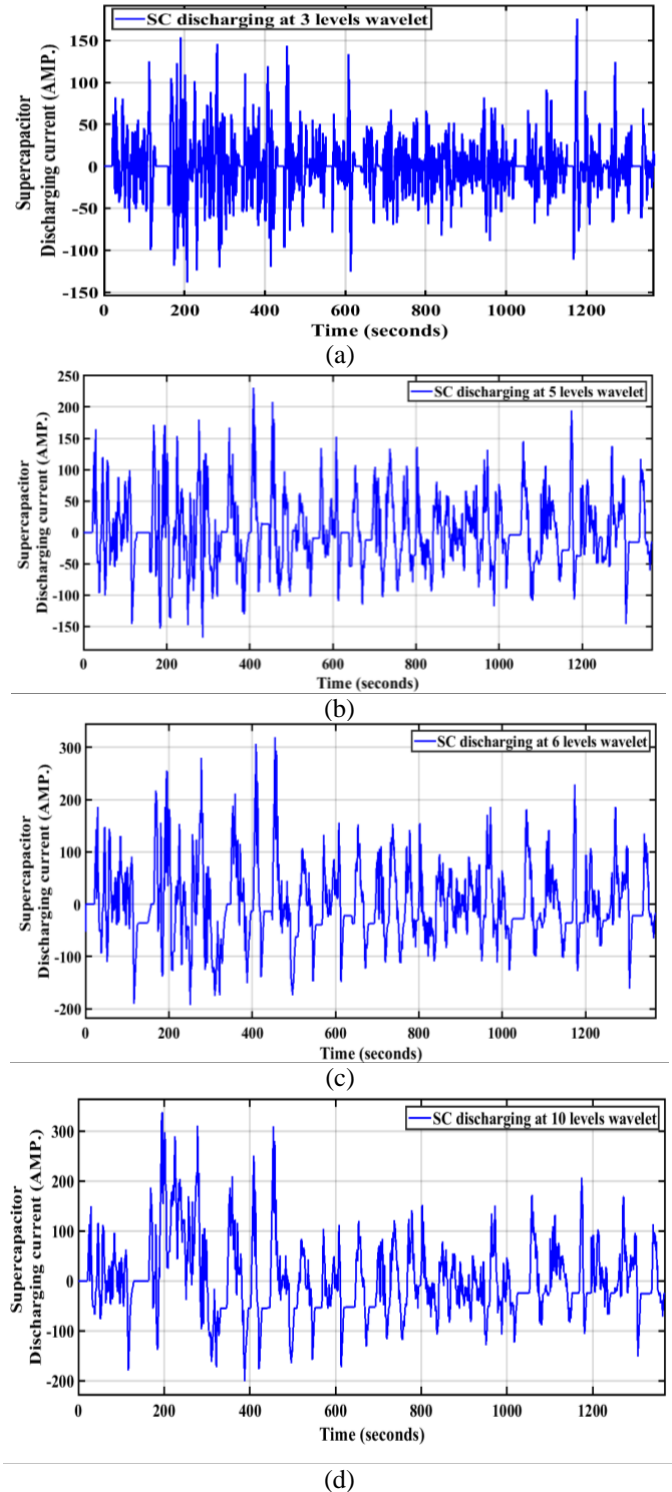 SC discharging at 3 levels wavelet
Supercapacitor
Discharging current (AMP.)
150
100
50
0
-50
-100
-150
0 200 400 600 800 1000 1200
Time (seconds)
(a)
SC discharging at 5 levels wavelet
Supercapacitor
Discharging current (AMP.)
250
200
150
100
50
0
-50
-100
-150
0 200 400 600 800 1000 1200
Time (seconds)
(b)
SC discharging at 6 levels wavelet
Supercapacitor
Discharging current (AMP.)
300
200
100
0
-100
-200
0 200 400 600 800 1000 1200
Time (seconds)
(c)
SC discharging at 10 levels wavelet
Supercapacitor
Discharging current (AMP.)
300
200
100
0
-100
-200
0 200 400 600 800 1000 1200
Time (seconds)
(d)